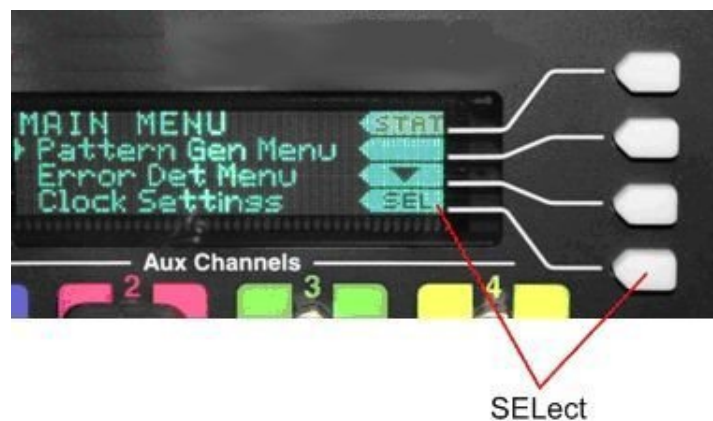 MAIN MENU STAT
Pattern Gen Menu
Error Det Menu
Clock Settings SEL
Aux Channels
2 3 4
SELect